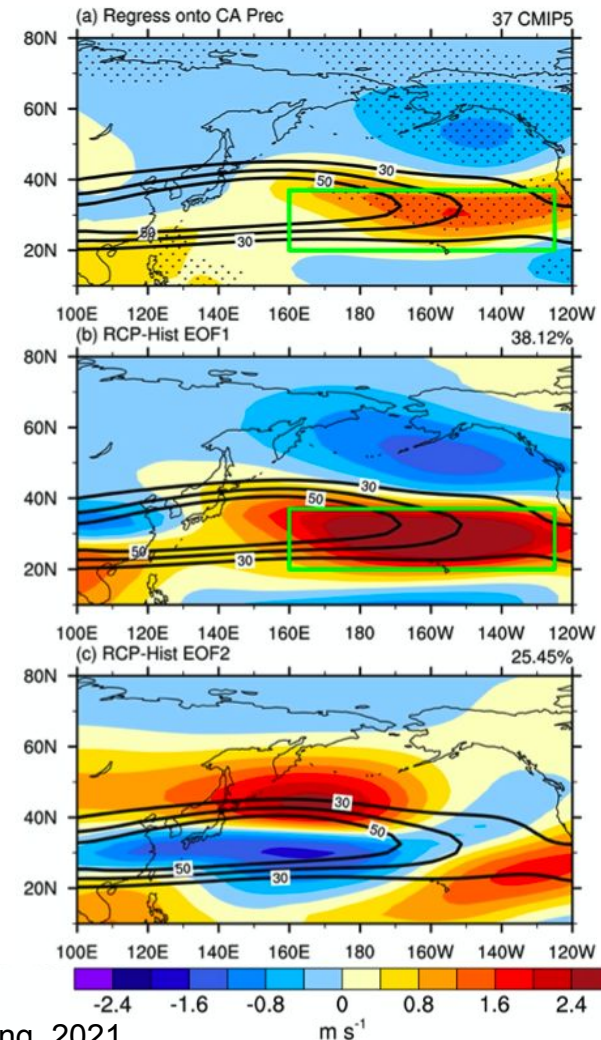 (a) Regress onto CA Prec 37 CMIP5
80N
60N
40N
20N
30
50
50
30
100E 120E 140E 160E 180 160W 140W 120W
(b) RCP-Hist EOF1 38.12%
80N
60N
40N
20N
30
50
50
30
100E 120E 140E 160E 180 160W 140W 120W
(c) RCP-Hist EOF2 25.45%
80N
60N
40N
20N
30
50
50
30
100E 120E 140E 160E 180 160W 140W 120W
-2.4 -1.6 -0.8 0 0.8 1.6 2.4
2021 m s⁻¹